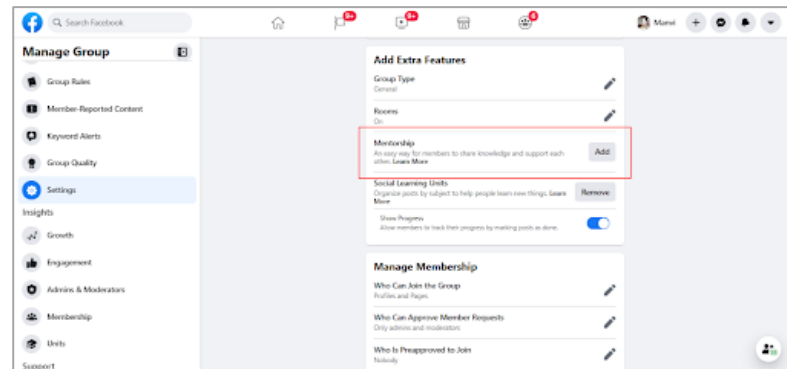 Search Facebook
9+
9+
6
Manvi
Manage Group
Group Rules
Member-Reported Content
Keyword Alerts
Group Quality
Settings
Insights
Growth
Engagement
Admins & Moderators
Membership
Units
Support
Add Extra Features
Group Type
General
Rooms
On
Mentorship
An easy way for members to share knowledge and support each
other. Learn More
Add
Social Learning Units
Organize posts by subject to help people learn new things. Learn
More
Remove
Show Progress
Allow members to track their progress by marking posts as done.
Manage Membership
Who Can Join the Group
Profiles and Pages
Who Can Approve Member Requests
Only admins and moderators
Who Is Preapproved to Join
Nobody